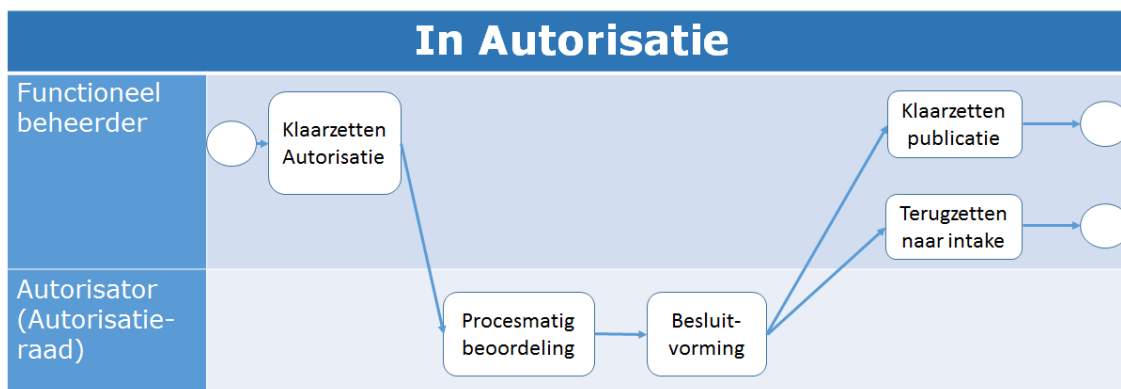 In Autorisatie
Functioneel
beheerder
Klaarzetten
Autorisatie
Klaarzetten
publicatie
Terugzetten
naar intake
Autorisator
(Autorisatie-
raad)
Procesmatig
beoordeling
Besluit-
vorming